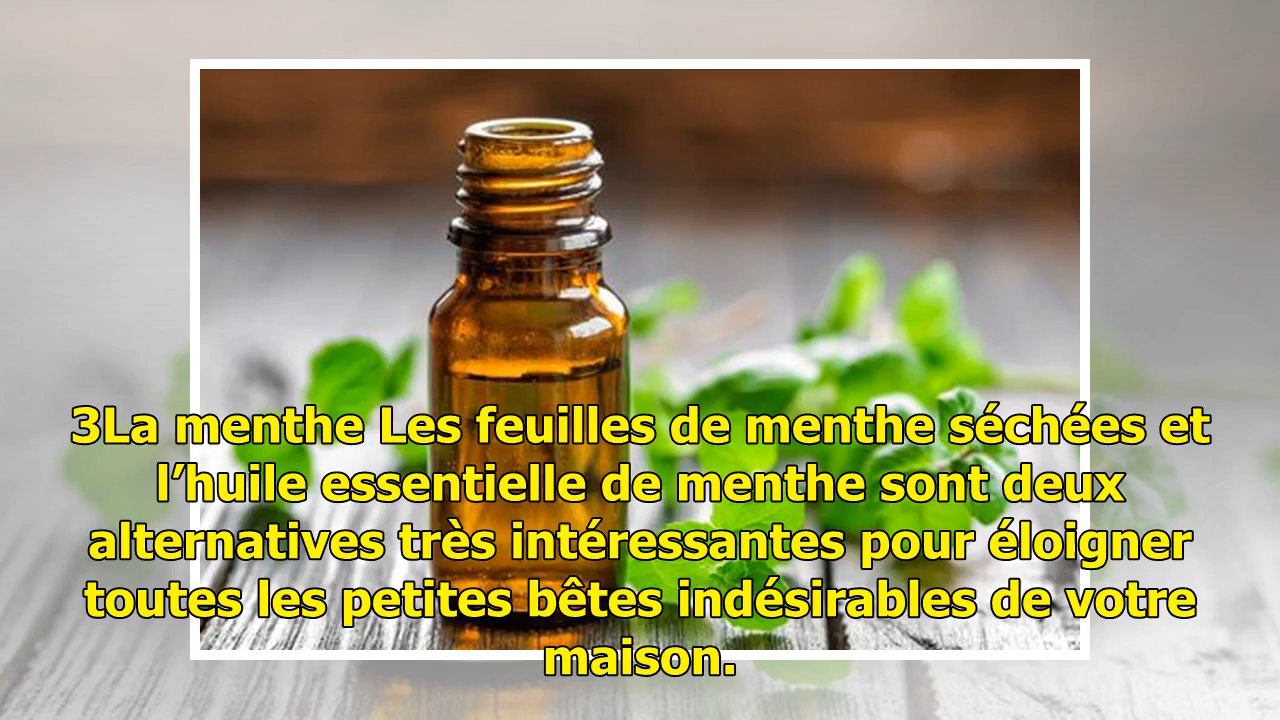 3La menthe Les feuilles de menthe séchées et
l’huile essentielle de menthe sont deux
alternatives très intéressantes pour éloigner
toutes les petites bêtes indésirables de votre
maison.